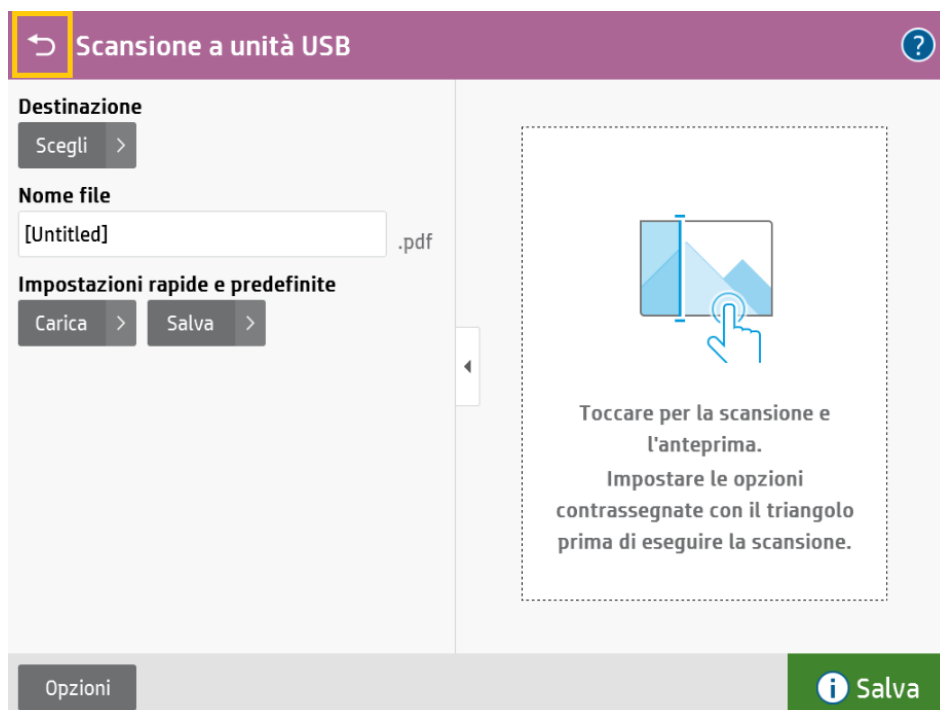 Scansione a unità USB
?
Destinazione
Scegli >
Nome file
[Untitled] .pdf
Impostazioni rapide e predefinite
Carica > Salva >
Toccare per la scansione e
l'anteprima.
Impostare le opzioni
contrassegnate con il triangolo
prima di eseguire la scansione.
Opzioni
i Salva